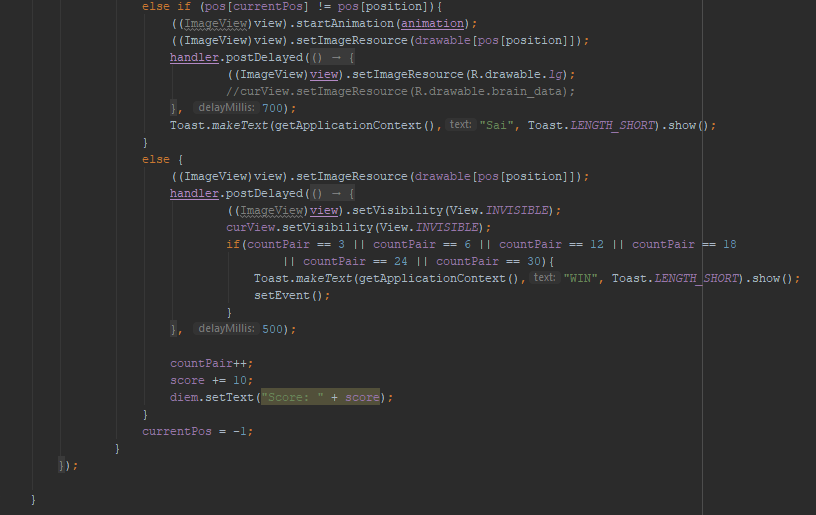 else if (pos[currentPos] != pos[position]){
((ImageView)view).startAnimation(animation);
((ImageView)view).setImageResource(drawable[pos[position]]);
handler.postDelayed(() → {
((ImageView)view).setImageResource(R.drawable.lg);
//curView.setImageResource(R.drawable.brain_data);
}, delayMillis: 700);
Toast.makeText(getApplicationContext(), text: "Sai", Toast.LENGTH_SHORT).show();
}
else {
((ImageView)view).setImageResource(drawable[pos[position]]);
handler.postDelayed(() → {
((ImageView)view).setVisibility(View.INVISIBLE);
curView.setVisibility(View.INVISIBLE);
if(countPair == 3 || countPair == 6 || countPair == 12 || countPair == 18
|| countPair == 24 || countPair == 30){
Toast.makeText(getApplicationContext(), text: "WIN", Toast.LENGTH_SHORT).show();
setEvent();
}
}, delayMillis: 500);
countPair++;
score += 10;
diem.setText("Score: " + score);
}
currentPos = -1;
}
});
}